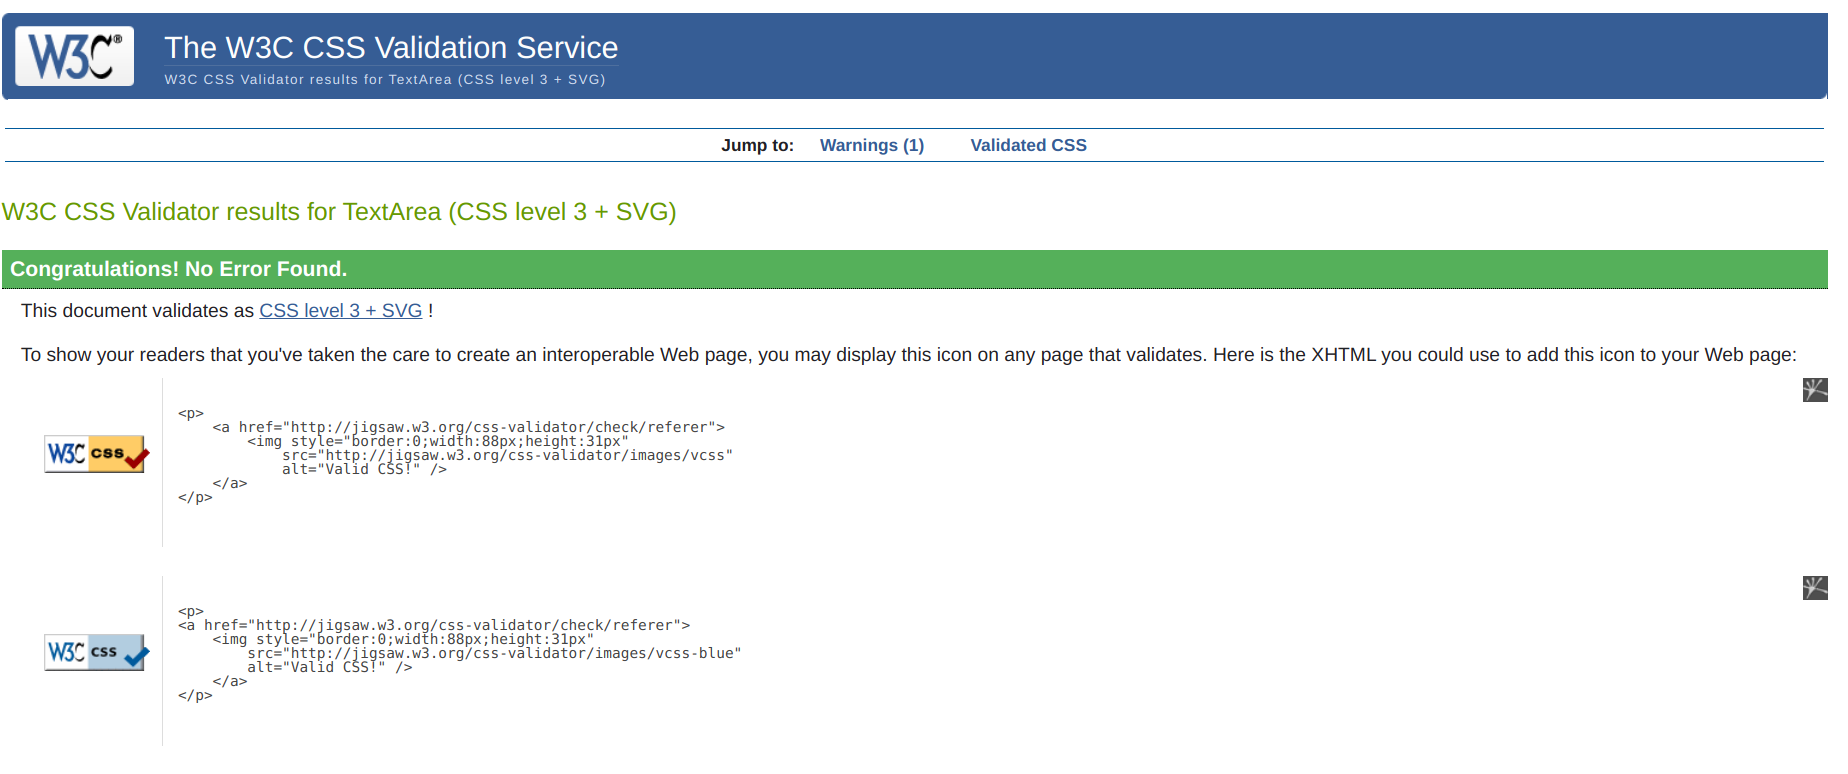 W3C®
The W3C CSS Validation Service
W3C CSS Validator results for TextArea (CSS level 3 + SVG)
Jump to: Warnings (1) Validated CSS
W3C CSS Validator results for TextArea (CSS level 3 + SVG)
Congratulations! No Error Found.
This document validates as CSS level 3 + SVG !
To show your readers that you've taken the care to create an interoperable Web page, you may display this icon on any page that validates. Here is the XHTML you could use to add this icon to your Web page:
W3C css
<p>
<a href="http://jigsaw.w3.org/css-validator/check/referer">
<img style="border:0;width:88px;height:31px"
src="http://jigsaw.w3.org/css-validator/images/vcss"
alt="Valid CSS!" />
</a>
</p>
W3C css
<p>
<a href="http://jigsaw.w3.org/css-validator/check/referer">
<img style="border:0;width:88px;height:31px"
src="http://jigsaw.w3.org/css-validator/images/vcss-blue"
alt="Valid CSS!" />
</a>
</p>